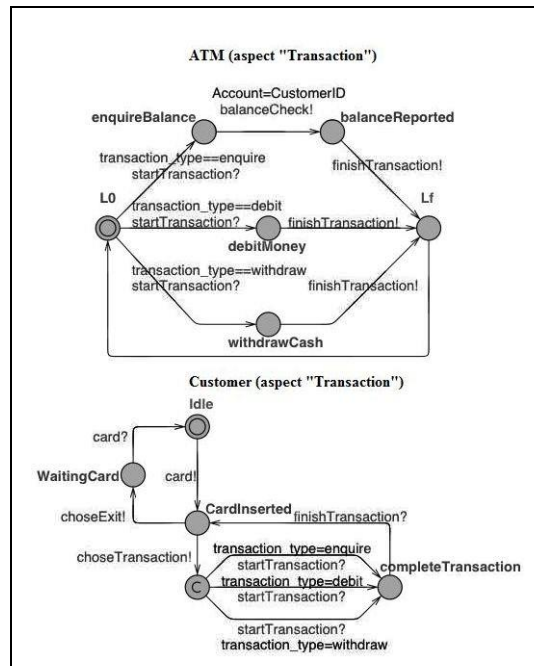 ATM (aspect "Transaction")
Account=CustomerID
balanceCheck!
enquireBalance
balanceReported
transaction_type==enquire
startTransaction?
finishTransaction!
L0
Lf
transaction_type==debit
startTransaction?
finishTransaction!
debitMoney
transaction_type==withdraw
startTransaction?
finishTransaction!
withdrawCash
Customer (aspect "Transaction")
Idle
card?
card!
WaitingCard
CardInserted
choseExit!
finishTransaction?
choseTransaction!
transaction_type=enquire
startTransaction?
completeTransaction
transaction_type=debit
startTransaction?
C
startTransaction?
transaction_type=withdraw